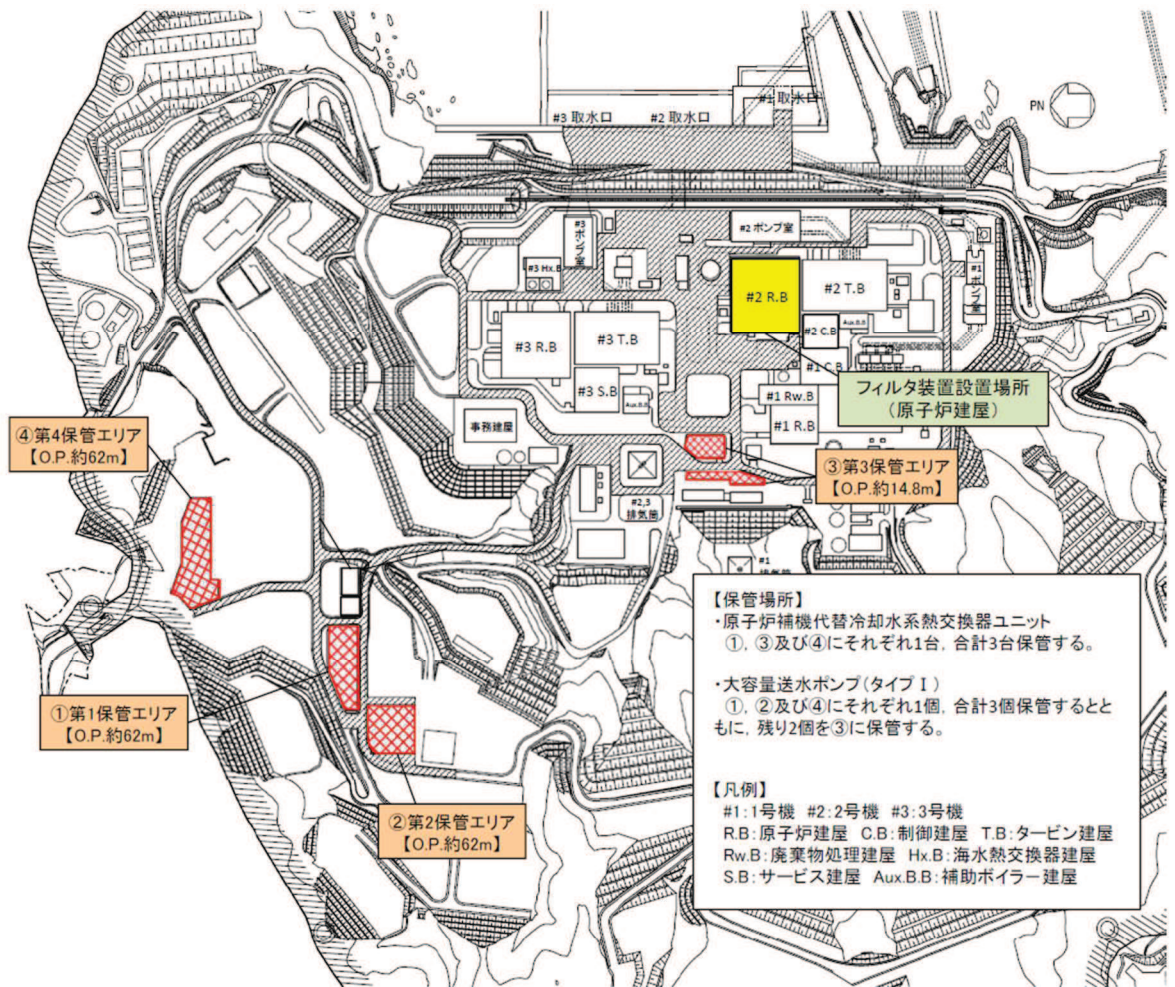 #1 取水口
#3 取水口
#2 取水口
PN
#3 ポンプ室
#2 ポンプ室
#1 ポンプ室
#3 Hx.B
#2 R.B
#2 T.B
#2 C.B
Aux.B.B
#3 R.B
#3 T.B
#1 C.B
#3 S.B
Aux.B.B
#1 Rw.B
#1 R.B
事務建屋
フィルタ装置設置場所
(原子炉建屋)
④第4保管エリア
【O.P.約62m】
③第3保管エリア
【O.P.約14.8m】
#2,3
排気筒
#1
排気筒
①第1保管エリア
【O.P.約62m】
②第2保管エリア
【O.P.約62m】
【保管場所】
・原子炉補機代替冷却水系熱交換器ユニット
①, ③及び④にそれぞれ1台, 合計3台保管する。
・大容量送水ポンプ(タイプⅠ)
①, ②及び④にそれぞれ1個, 合計3個保管するとと
もに, 残り2個を③に保管する。
【凡例】
#1:1号機 #2:2号機 #3:3号機
R.B:原子炉建屋 C.B:制御建屋 T.B:タービン建屋
Rw.B:廃棄物処理建屋 Hx.B:海水熱交換器建屋
S.B:サービス建屋 Aux.B.B:補助ボイラー建屋